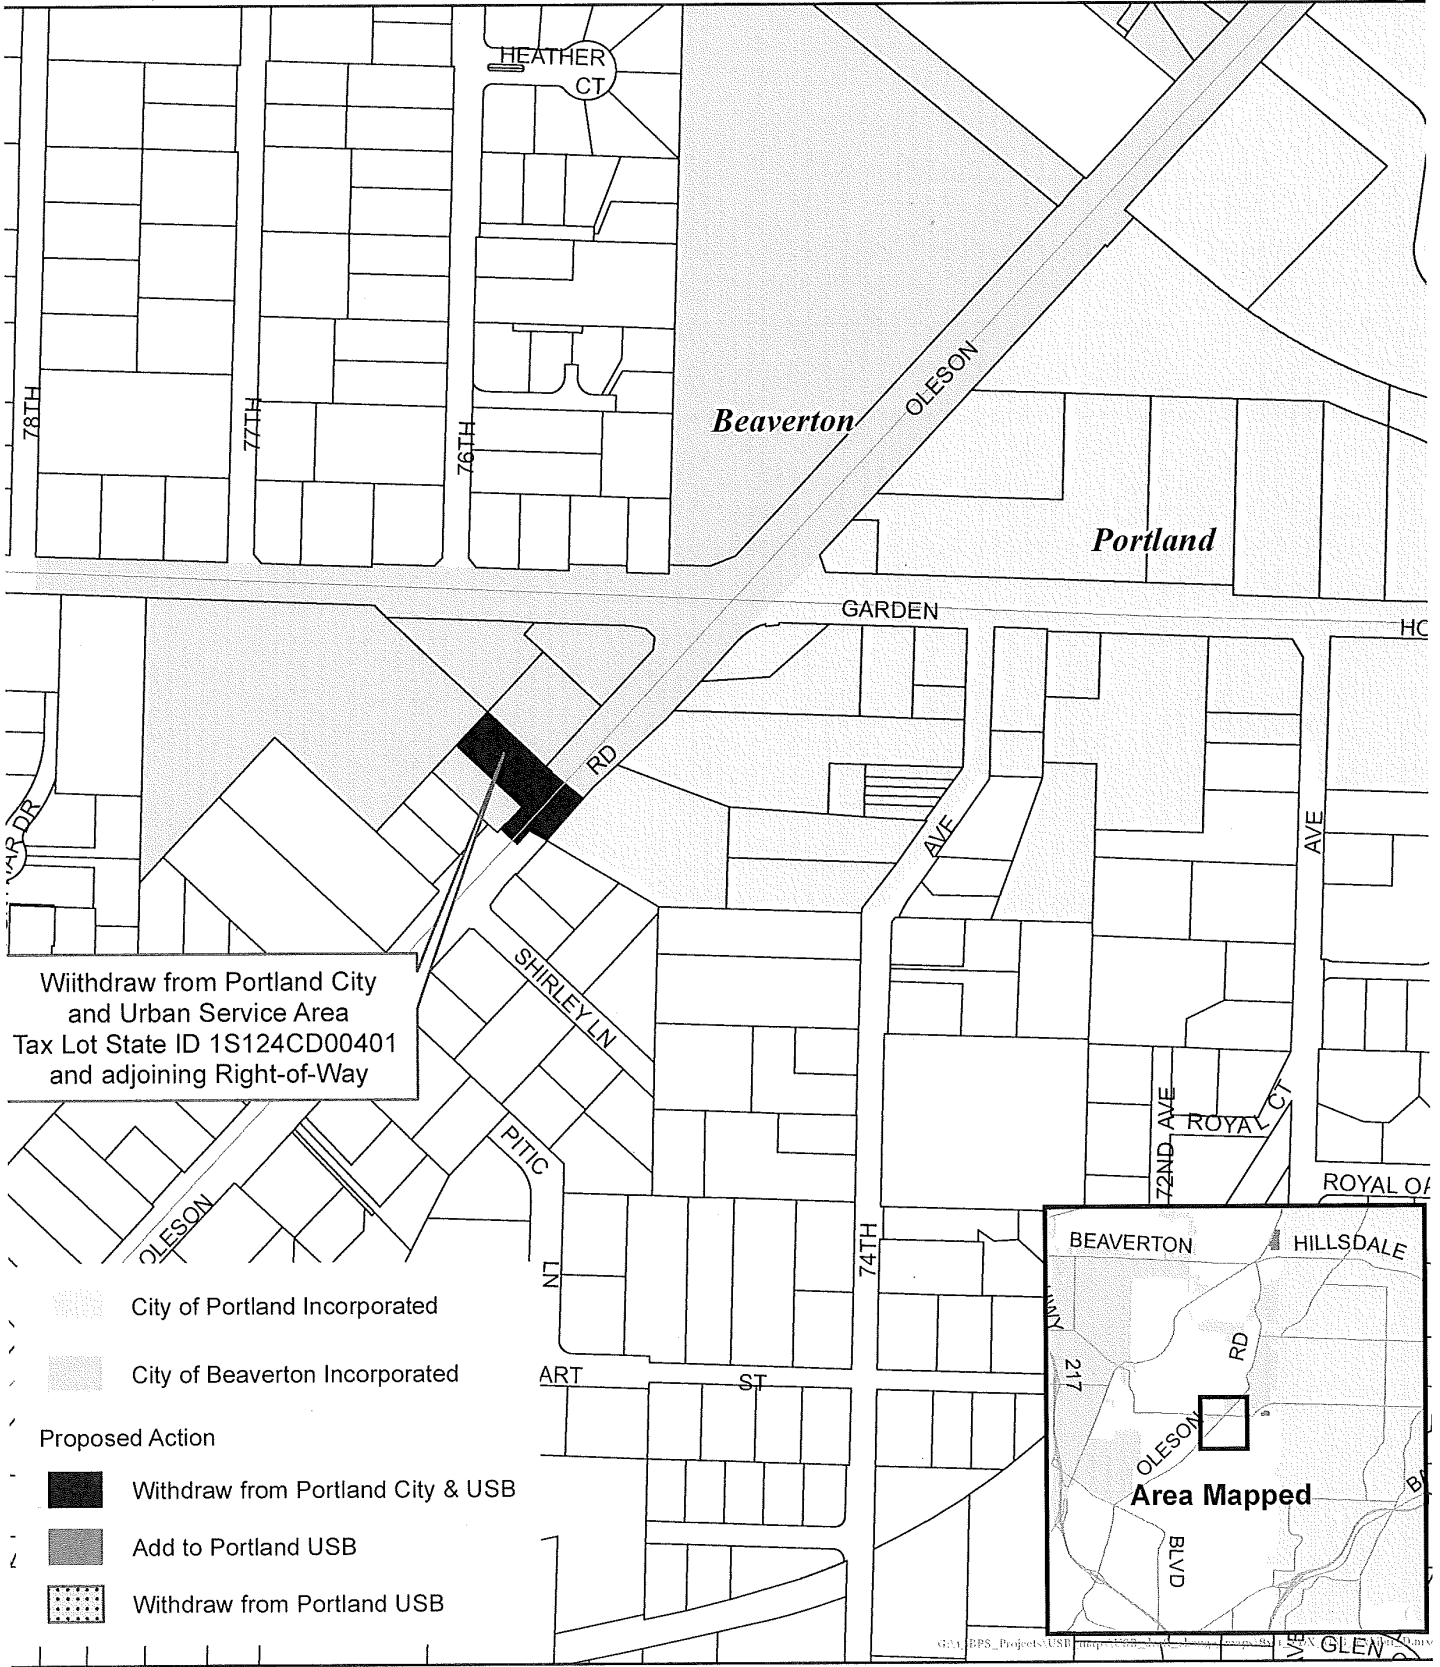 HEATHER
CT
78TH
77TH
76TH
OLESON
Beaverton
Portland
GARDEN
HO
RD
AVE
AVE
DR
Wiithdraw from Portland City
and Urban Service Area
Tax Lot State ID 1S124CD00401
and adjoining Right-of-Way
SHIRLEY LN
PITIC
LN
72ND AVE
ROYAL CT
ROYAL OA
OLESON
74TH
ART ST
City of Portland Incorporated
City of Beaverton Incorporated
Proposed Action
Withdraw from Portland City & USB
Add to Portland USB
Withdraw from Portland USB
BEAVERTON HILLSDALE
HWY
217
RD
OLESON
Area Mapped
BLVD
BA
GLEN